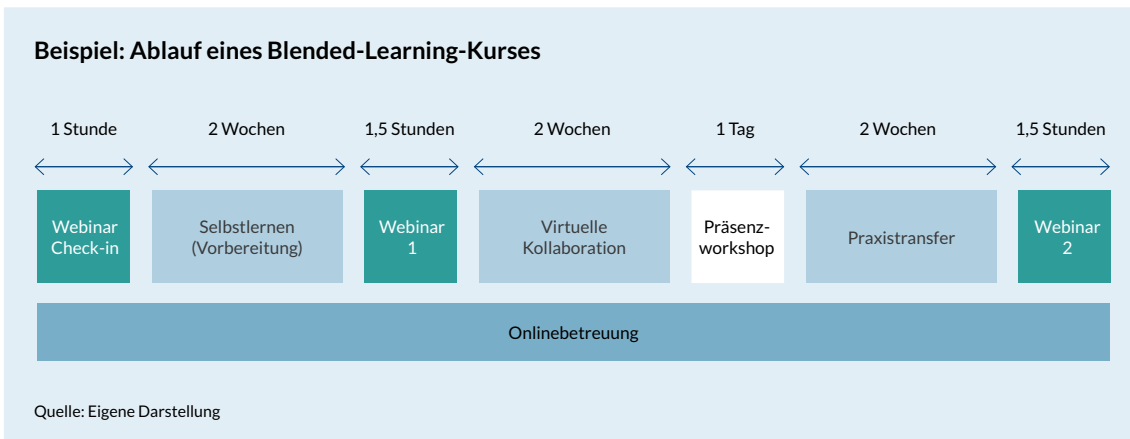 Beispiel: Ablauf eines Blended-Learning-Kurses
1 Stunde
2 Wochen
1,5 Stunden
2 Wochen
1 Tag
2 Wochen
1,5 Stunden
Webinar
Check-in
Selbstlernen
(Vorbereitung)
Webinar
1
Virtuelle
Kollaboration
Präsenz-
workshop
Praxistransfer
Webinar
2
Onlinebetreuung
Quelle: Eigene Darstellung